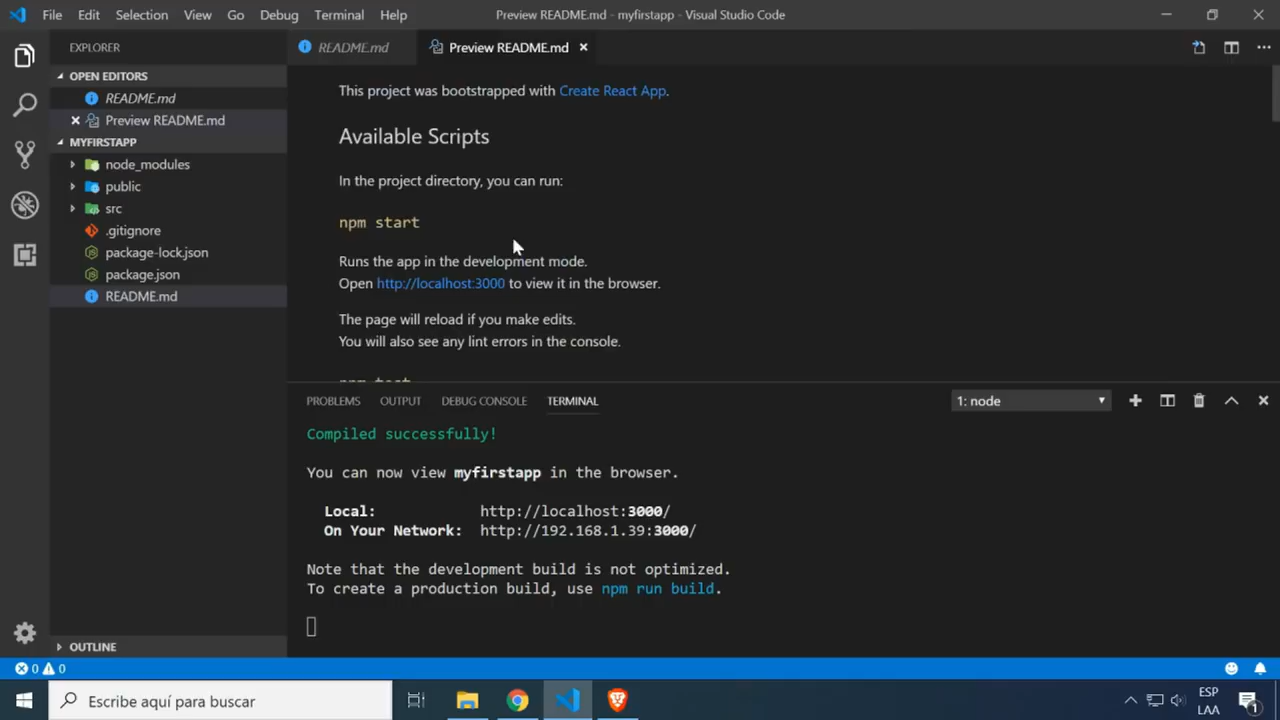 File Edit Selection View Go Debug Terminal Help
Preview README.md - myfirstapp - Visual Studio Code
EXPLORER
OPEN EDITORS
README.md
Preview README.md
MYFIRSTAPP
node_modules
public
src
.gitignore
package-lock.json
package.json
README.md
OUTLINE
README.md
Preview README.md
This project was bootstrapped with Create React App.
Available Scripts
In the project directory, you can run:
npm start
Runs the app in the development mode.
Open http://localhost:3000 to view it in the browser.
The page will reload if you make edits.
You will also see any lint errors in the console.
npm test
PROBLEMS OUTPUT DEBUG CONSOLE TERMINAL
1: node
Compiled successfully!
You can now view myfirstapp in the browser.
Local: http://localhost:3000/
On Your Network: http://192.168.1.39:3000/
Note that the development build is not optimized.
To create a production build, use npm run build.
0 0
Escribe aquí para buscar
ESP
LAA
1